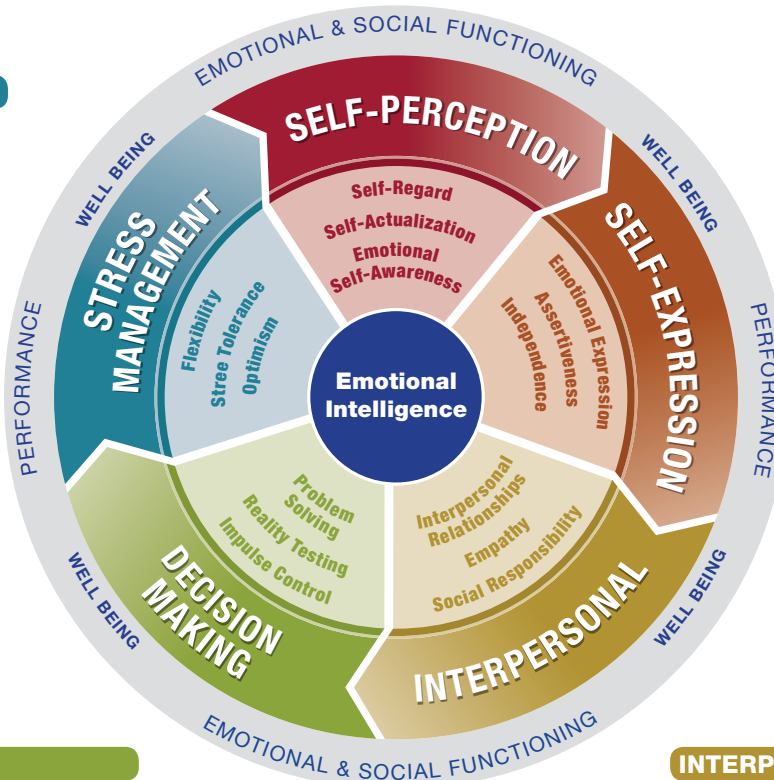 EMOTIONAL & SOCIAL FUNCTIONING
WELL BEING
WELL BEING
PERFORMANCE
PERFORMANCE
SELF-PERCEPTION
Self-Regard
Self-Actualization
Emotional
Self-Awareness
SELF-EXPRESSION
Emotional Expression
Assertiveness
Independence
STRESS
MANAGEMENT
Flexibility
Stree Tolerance
Optimism
Emotional
Intelligence
Problem
Solving
Reality Testing
Impulse Control
DECISION
MAKING
Interpersonal
Relationships
Empathy
Social Responsibility
INTERPERSONAL
WELL BEING
WELL BEING
EMOTIONAL & SOCIAL FUNCTIONING
INTERP